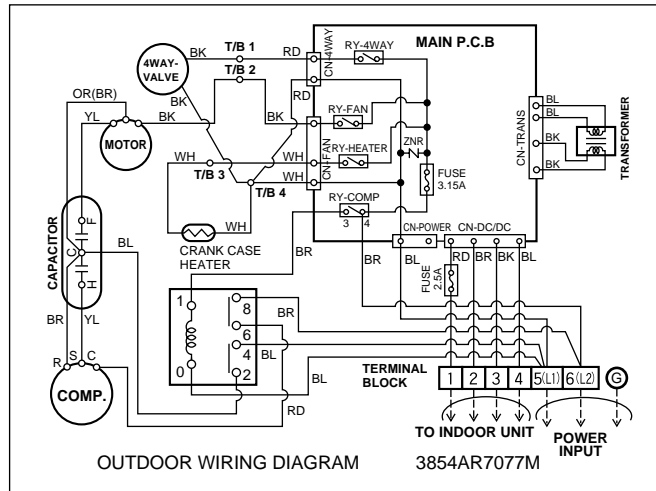 MAIN P.C.B
4WAY-
VALVE
BK
T/B 1
RD
CN-4WAY
RY-4WAY
T/B 2
BK
RD
OR(BR)
YL
BK
BK
RY-FAN
CN-FAN
MOTOR
WH
T/B 3
WH
RY-HEATER
ZNR
WH
T/B 4
FUSE
3.15A
WH
RY-COMP
3 4
CRANK CASE
HEATER
BR
CN-TRANS
BL
BL
BK
BK
TRANSFORMER
CN-POWER
CN-DC/DC
BR
BL
RD
BR
BK
BL
FUSE
2.5A
CAPACITOR
F
C
H
BL
BR
YL
R
S
C
COMP.
1
0
8
6
4
2
BR
BL
BL
RD
TERMINAL
BLOCK
1
2
3
4
5(L1)
6(L2)
G
TO INDOOR UNIT
POWER
INPUT
OUTDOOR WIRING DIAGRAM
3854AR7077M